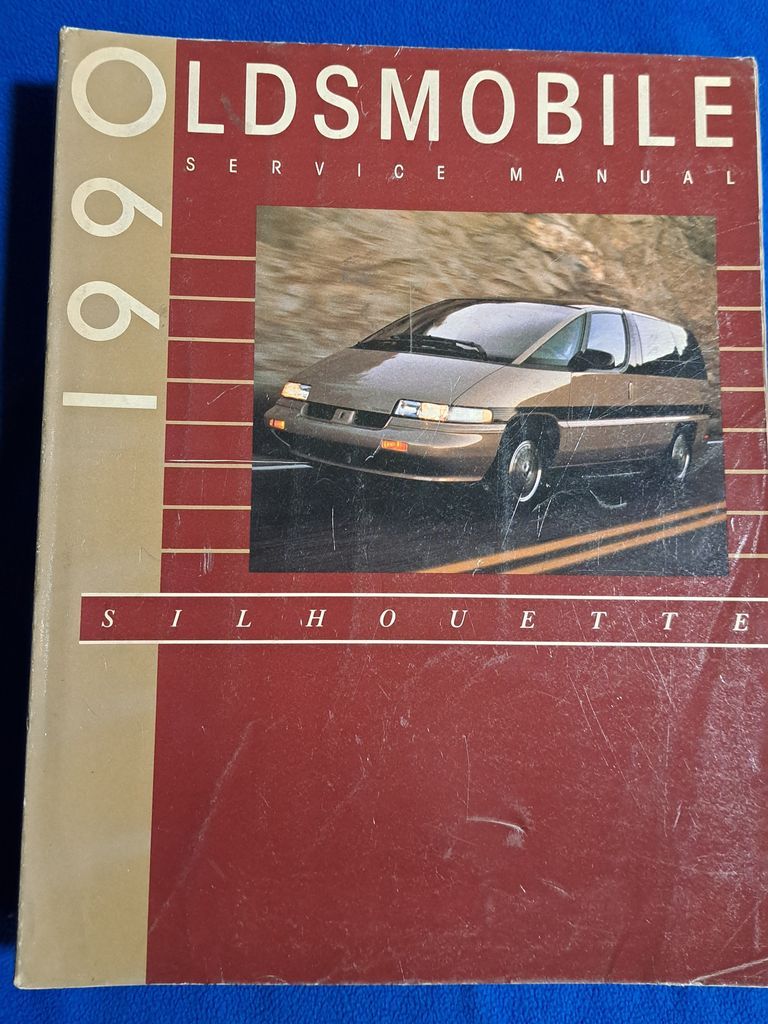 OLDSMOBILE
SERVICE MANUAL
1990
SILHOUETTE